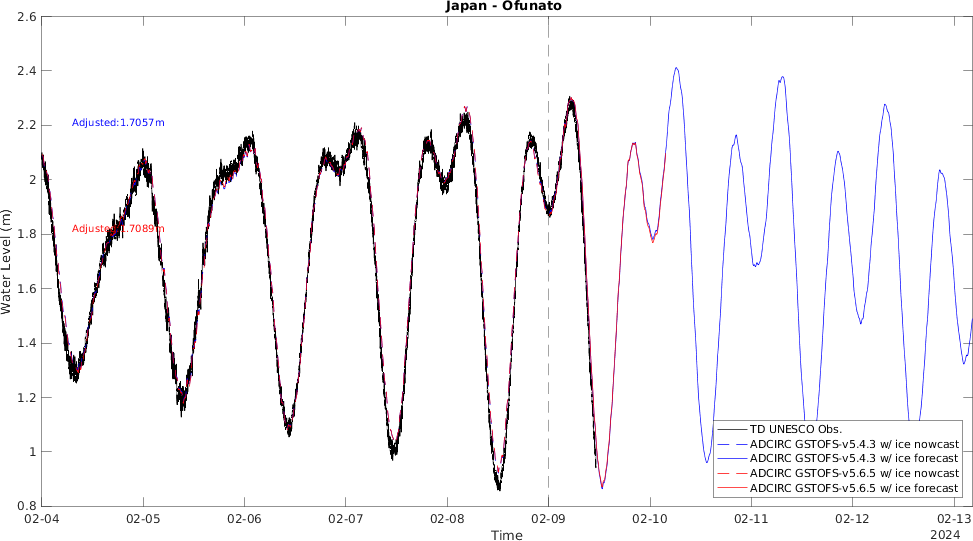 Japan - Ofunato
2.6
2.4
2.2
2
1.8
1.6
1.4
1.2
1
0.8
Water Level (m)
Adjusted:1.7057m
Adjusted:1.7089m
TD UNESCO Obs.
ADCIRC GSTOFS-v5.4.3 w/ ice nowcast
ADCIRC GSTOFS-v5.4.3 w/ ice forecast
ADCIRC GSTOFS-v5.6.5 w/ ice nowcast
ADCIRC GSTOFS-v5.6.5 w/ ice forecast
02-04 02-05 02-06 02-07 02-08 02-09 02-10 02-11 02-12 02-13
Time
2024